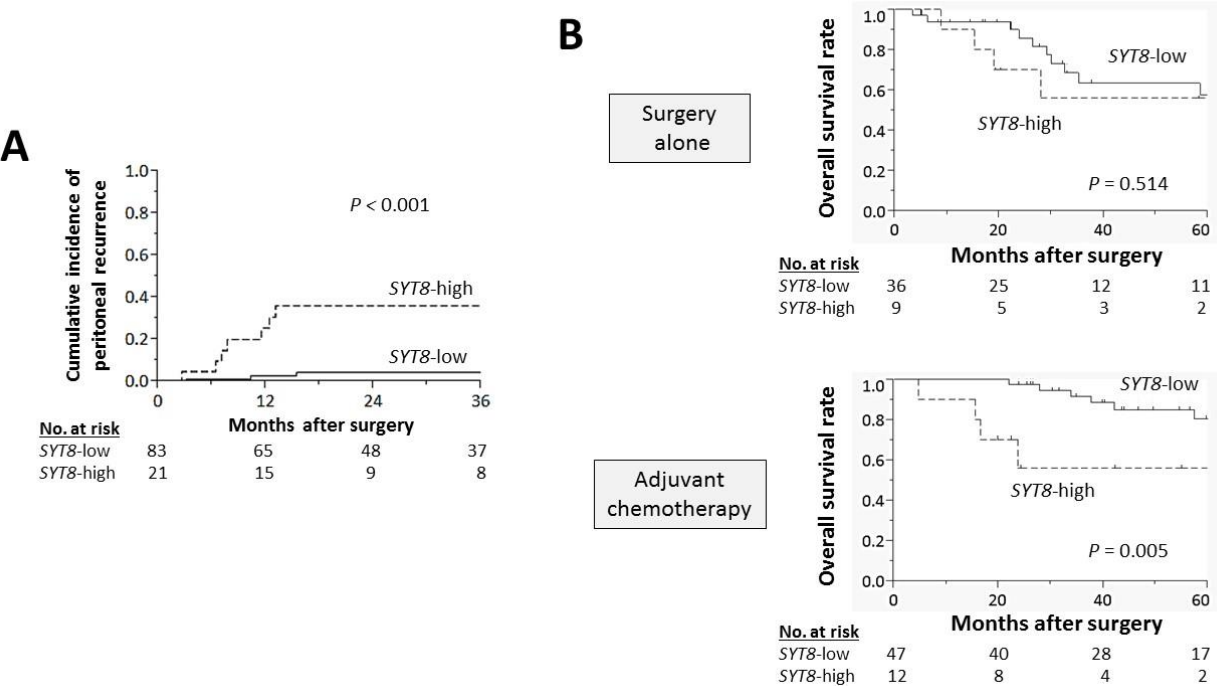 A
Cumulative incidence of
peritoneal recurrence
1.0
0.8
0.6
0.4
0.2
0.0
P < 0.001
SYT8-high
SYT8-low
0 12 24 36
Months after surgery
No. at risk
SYT8-low 83 65 48 37
SYT8-high 21 15 9 8
B
Surgery
alone
Overall survival rate
1.0
0.8
0.6
0.4
0.2
0.0
SYT8-low
SYT8-high
P = 0.514
0 20 40 60
Months after surgery
No. at risk
SYT8-low 36 25 12 11
SYT8-high 9 5 3 2
Adjuvant
chemotherapy
Overall survival rate
1.0
0.8
0.6
0.4
0.2
0.0
SYT8-low
SYT8-high
P = 0.005
0 20 40 60
Months after surgery
No. at risk
SYT8-low 47 40 28 17
SYT8-high 12 8 4 2